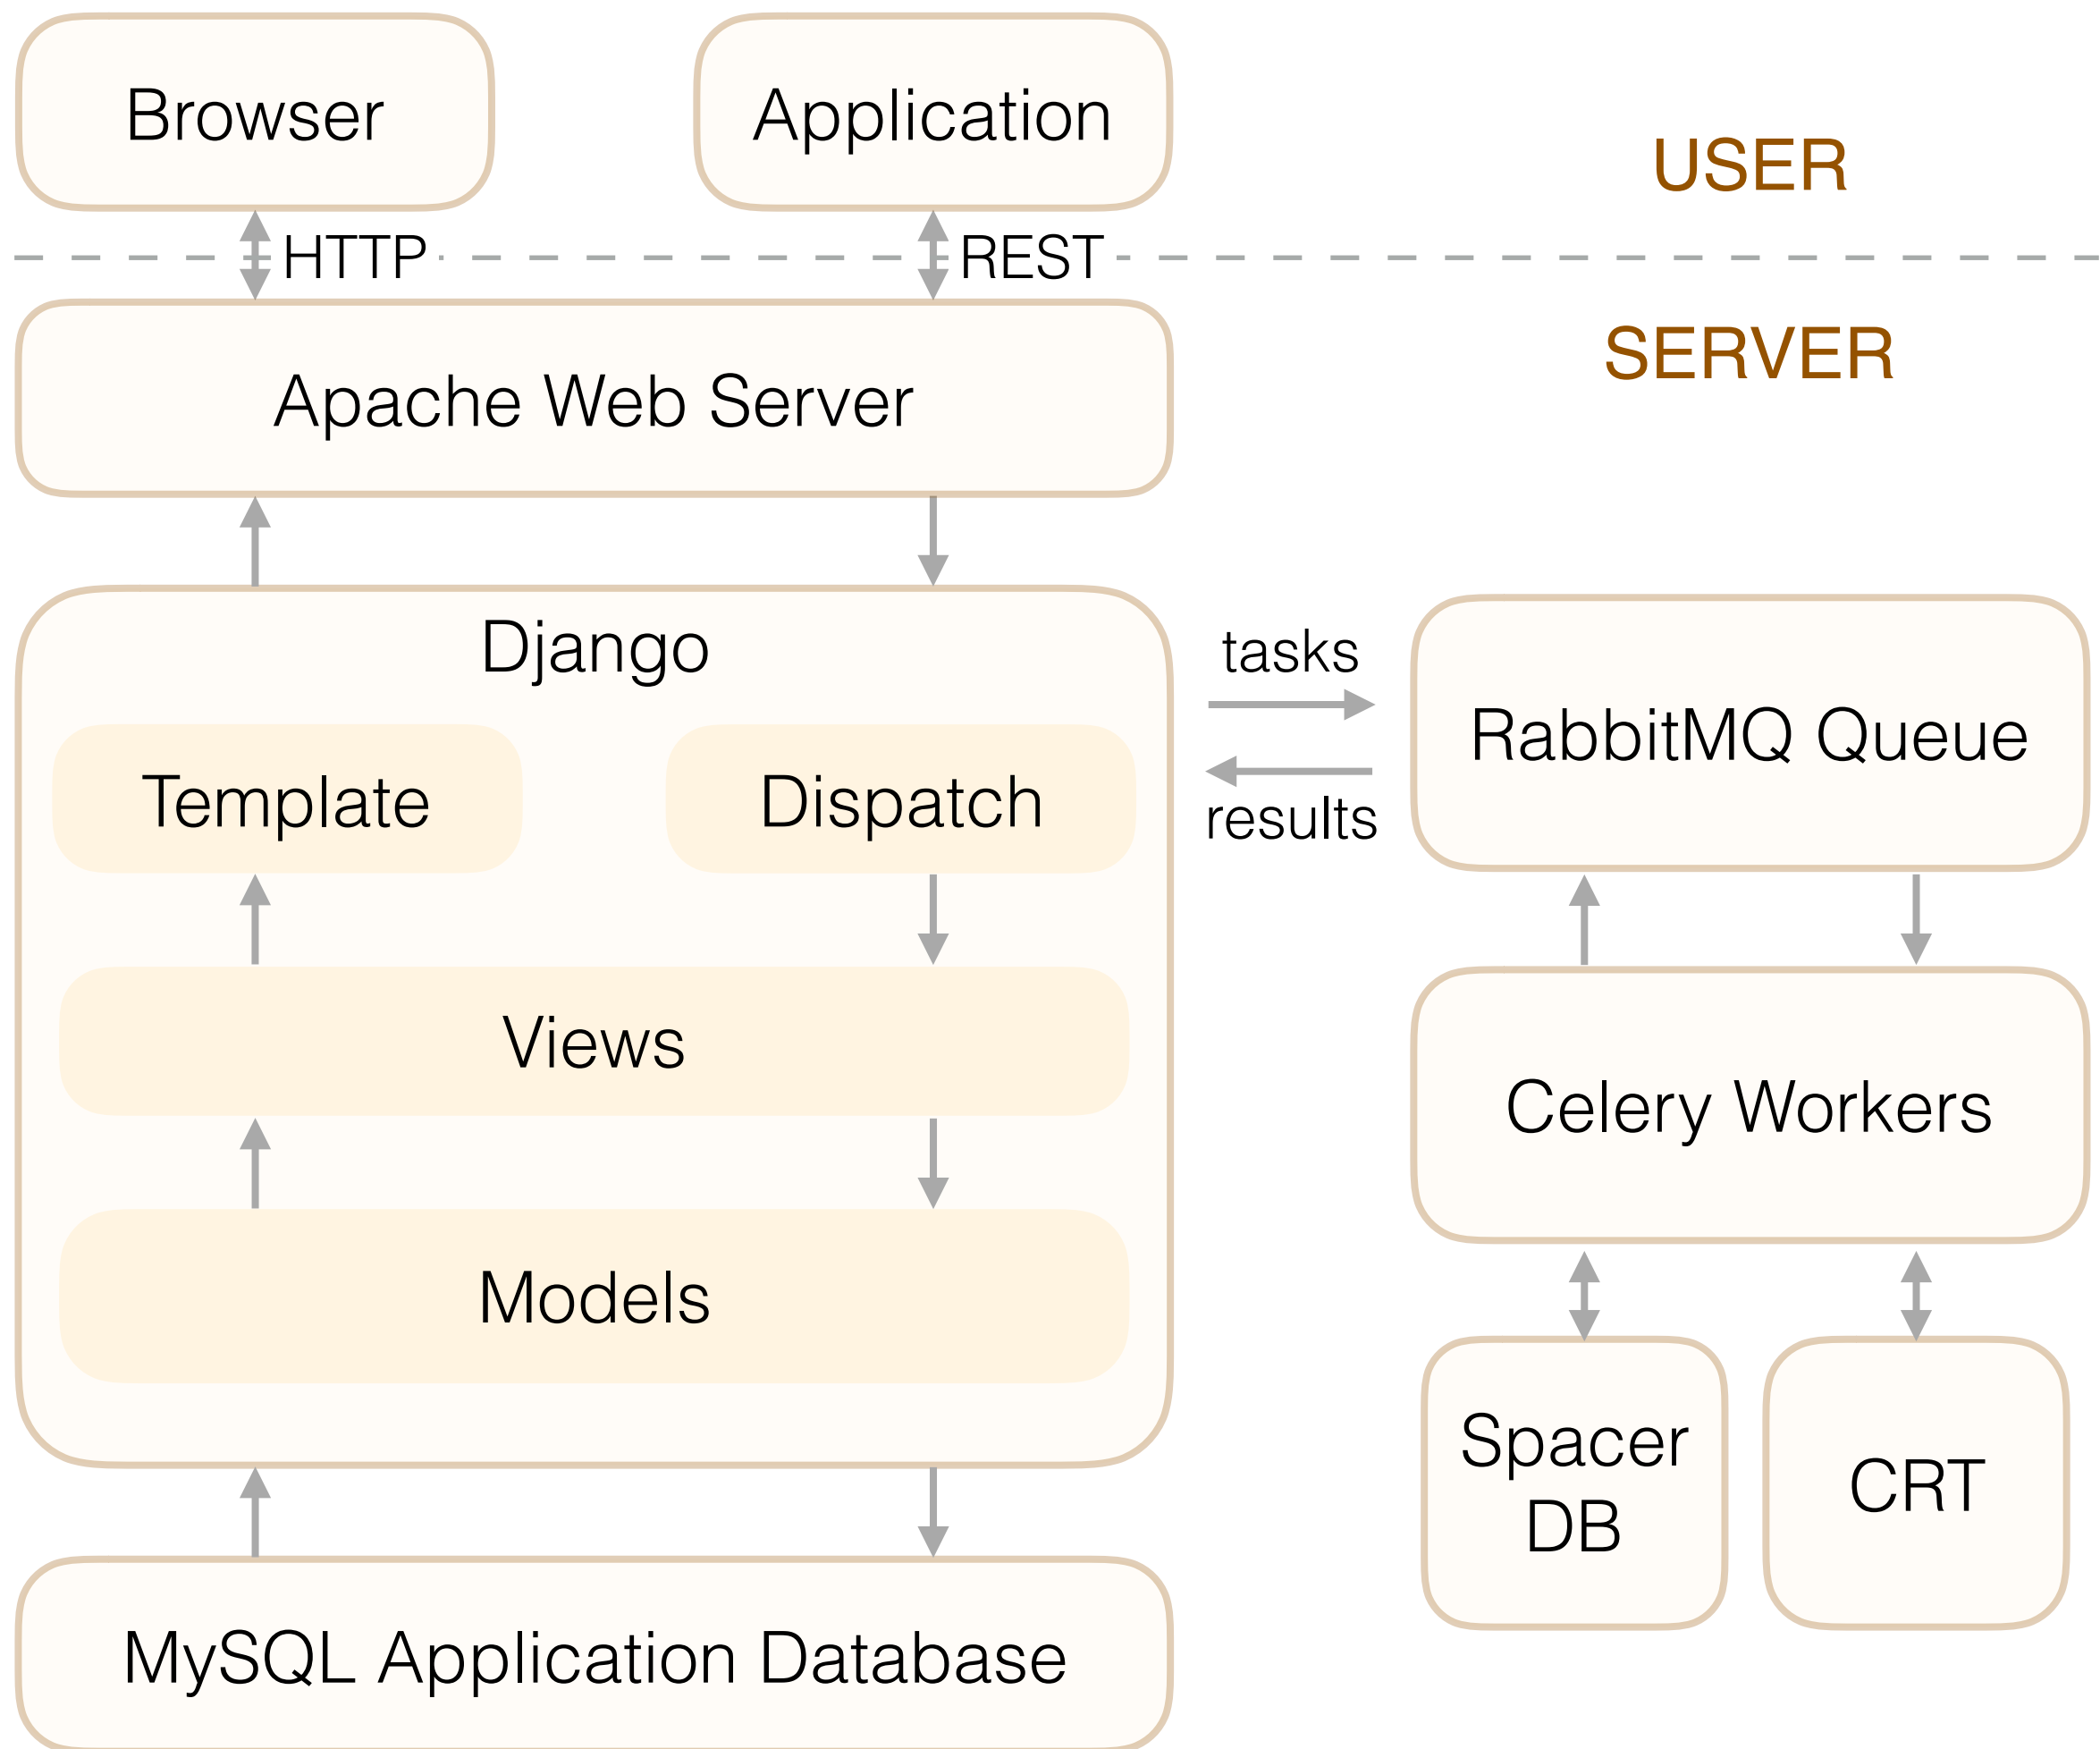 Browser
Application
USER
HTTP
REST
SERVER
Apache Web Server
Django
tasks
RabbitMQ Queue
results
Template
Dispatch
Views
Celery Workers
Models
Spacer
DB
CRT
MySQL Application Database